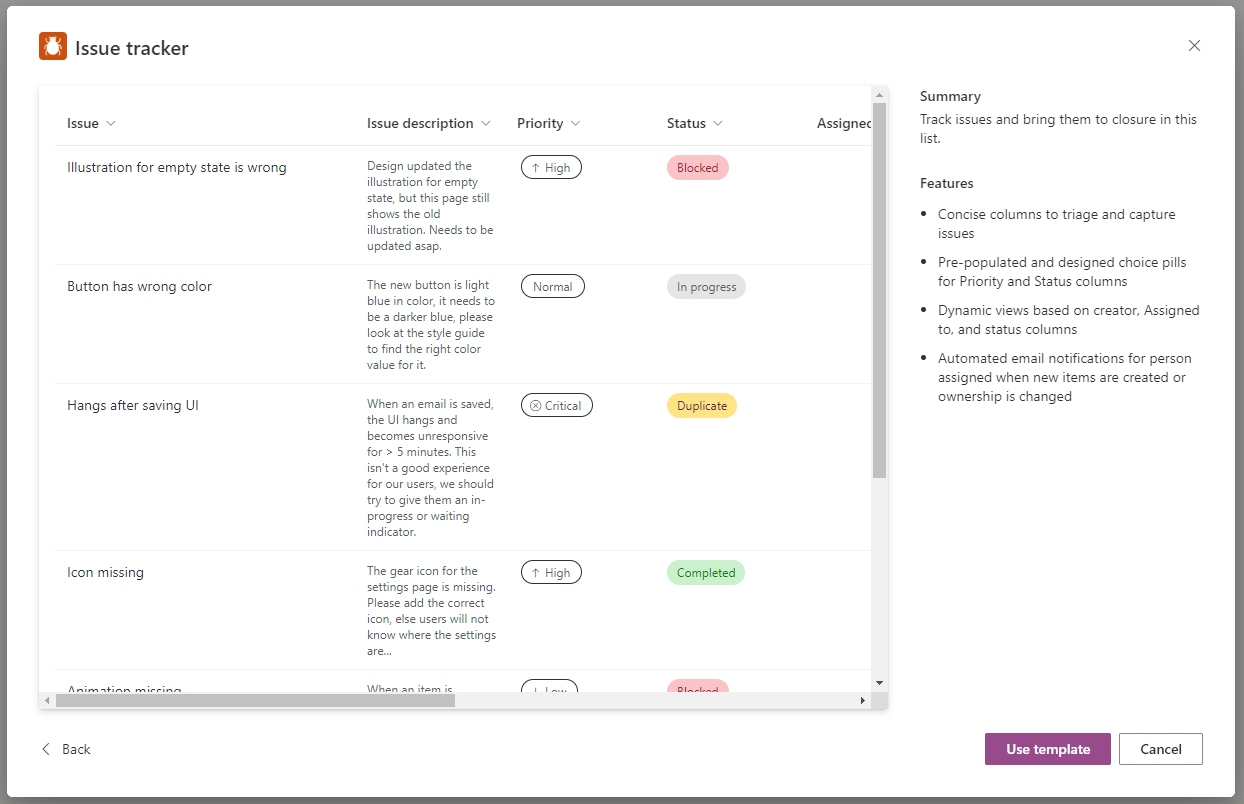 Issue tracker
Issue
Issue description
Priority
Status
Assigned
Illustration for empty state is wrong
Design updated the
illustration for empty
state, but this page still
shows the old
illustration. Needs to be
updated asap.
High
Blocked
Button has wrong color
The new button is light
blue in color, it needs to
be a darker blue, please
look at the style guide
to find the right color
value for it.
Normal
In progress
Hangs after saving UI
When an email is saved,
the UI hangs and
becomes unresponsive
for > 5 minutes. This
isn't a good experience
for our users, we should
try to give them an in-
progress or waiting
indicator.
Critical
Duplicate
Icon missing
The gear icon for the
settings page is missing.
Please add the correct
icon, else users will not
know where the settings
are...
High
Completed
Animation missing
When an item is
Low
Blocked
Summary
Track issues and bring them to closure in this
list.
Features
• Concise columns to triage and capture
issues
• Pre-populated and designed choice pills
for Priority and Status columns
• Dynamic views based on creator, Assigned
to, and status columns
• Automated email notifications for person
assigned when new items are created or
ownership is changed
Back
Use template
Cancel